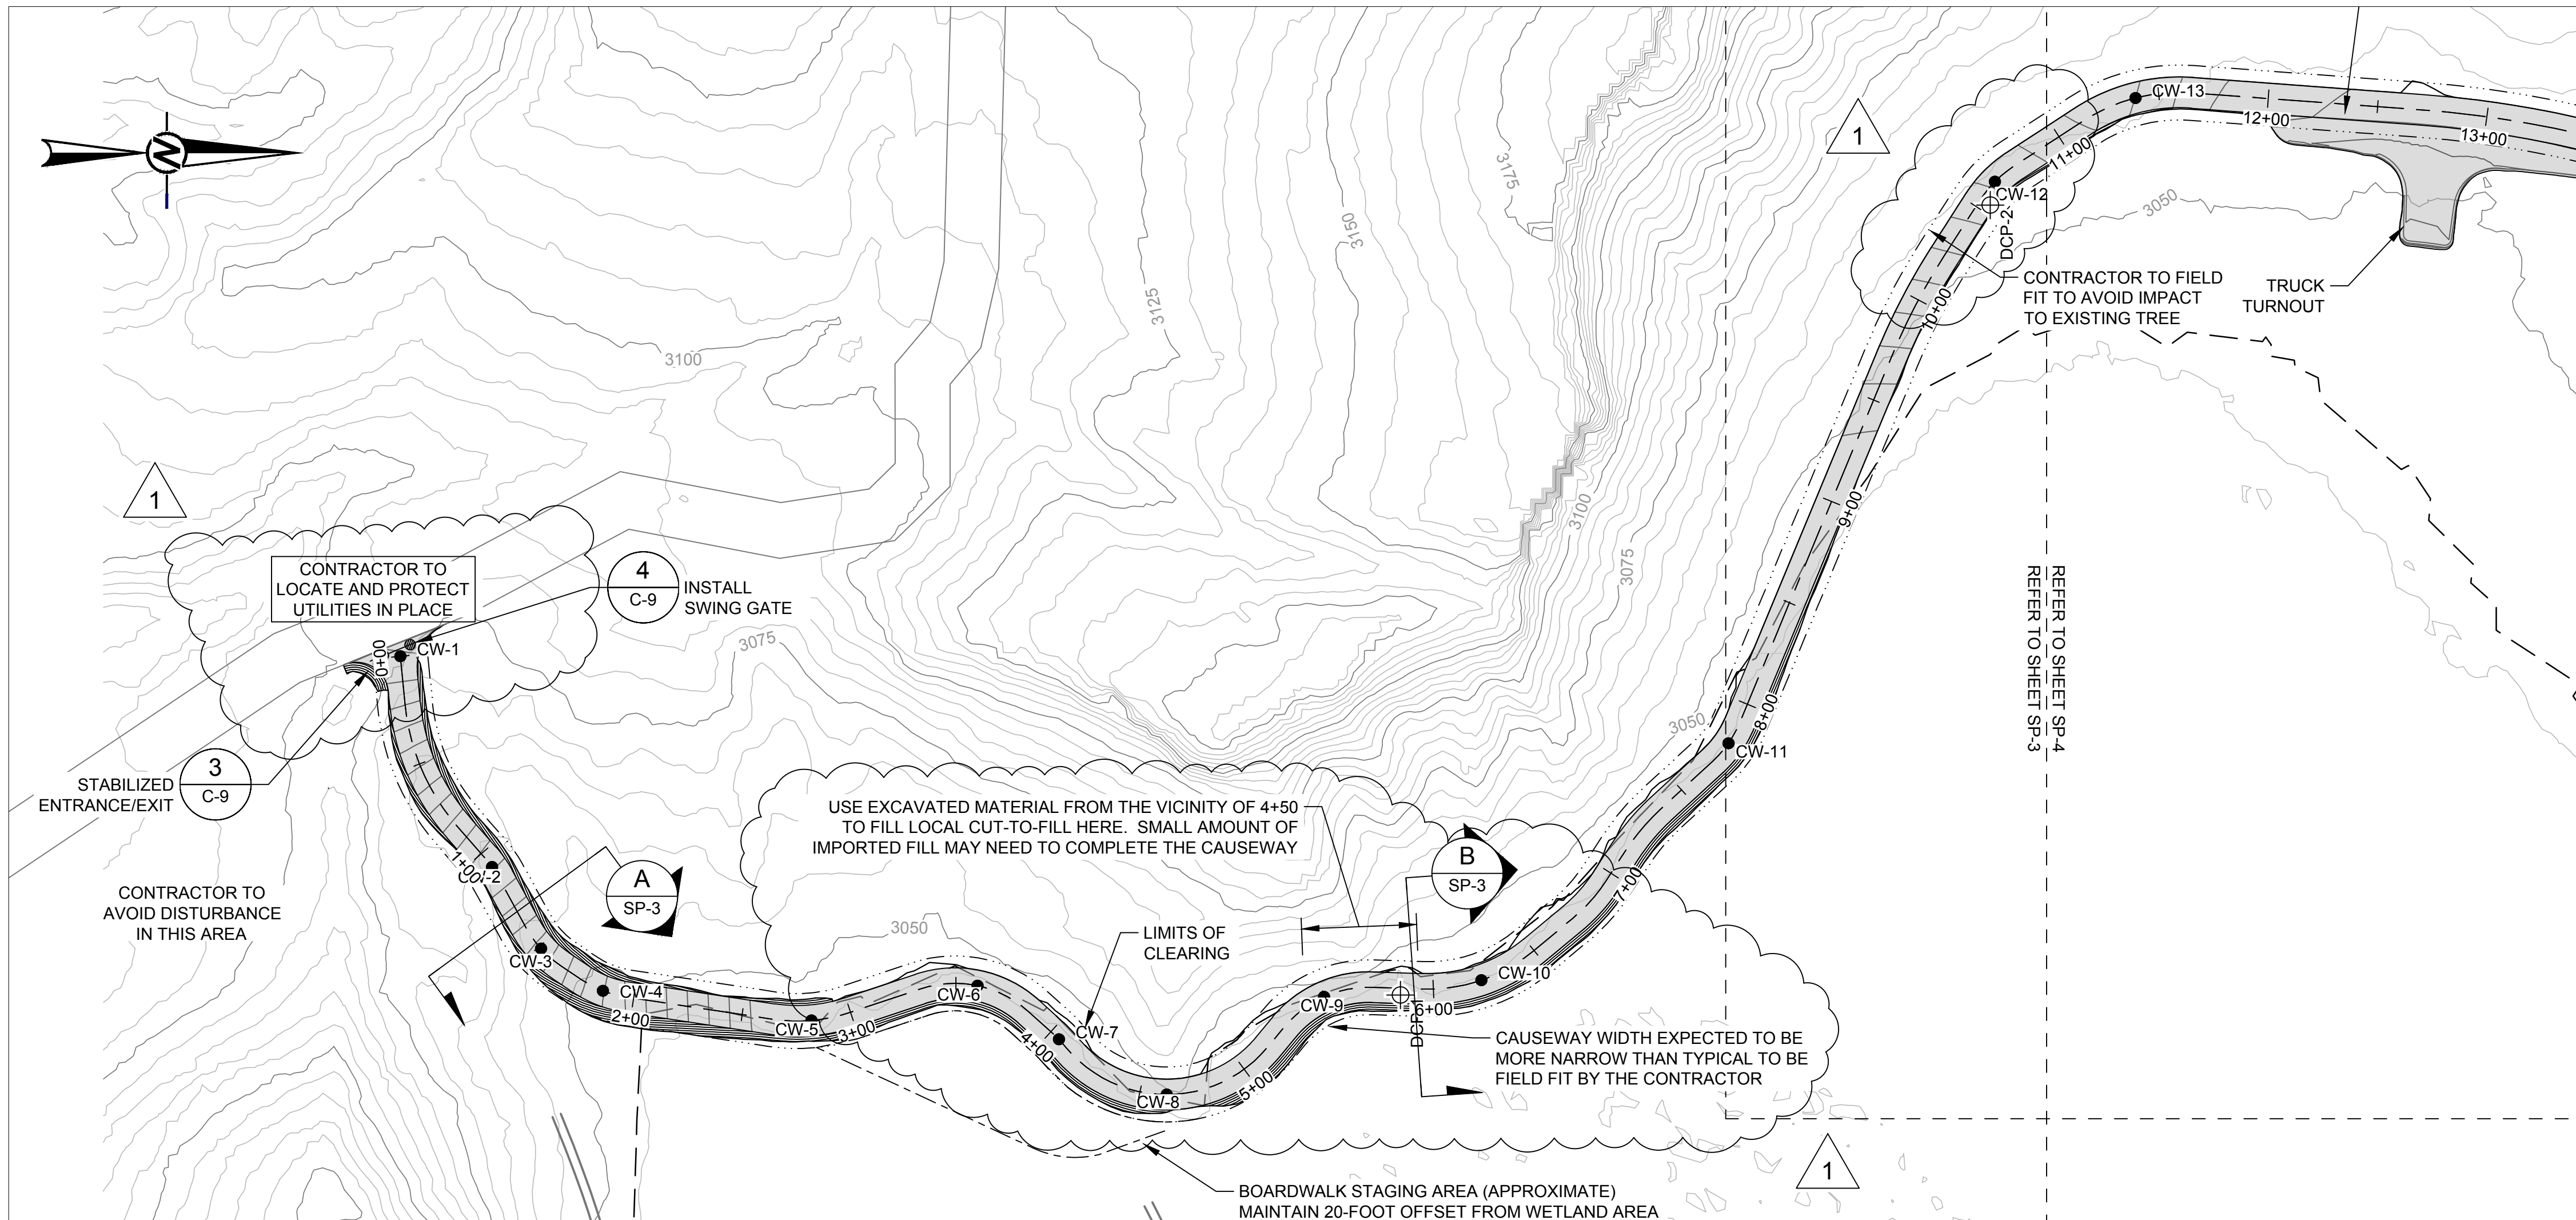 N
CW-13
12+00
13+00
1
11+00
CW-12
DCP-2
3050
3175
3150
3125
3100
CONTRACTOR TO FIELD
FIT TO AVOID IMPACT
TO EXISTING TREE
TRUCK
TURNOUT
10+00
1
CONTRACTOR TO
LOCATE AND PROTECT
UTILITIES IN PLACE
4
C-9
INSTALL
SWING GATE
0+00
CW-1
3075
3100
3075
9+00
REFER TO SHEET SP-3
REFER TO SHEET SP-4
3050
8+00
CW-11
3
C-9
STABILIZED
ENTRANCE/EXIT
USE EXCAVATED MATERIAL FROM THE VICINITY OF 4+50
TO FILL LOCAL CUT-TO-FILL HERE.  SMALL AMOUNT OF
IMPORTED FILL MAY NEED TO COMPLETE THE CAUSEWAY
B
SP-3
1+00
A
SP-3
7+00
CONTRACTOR TO
AVOID DISTURBANCE
IN THIS AREA
3050
LIMITS OF
CLEARING
CW-3
CW-4
2+00
CW-5
3+00
CW-6
CW-7
4+00
CW-8
5+00
CW-9
6+00
CW-10
CAUSEWAY WIDTH EXPECTED TO BE
MORE NARROW THAN TYPICAL TO BE
FIELD FIT BY THE CONTRACTOR
1
BOARDWALK STAGING AREA (APPROXIMATE)
MAINTAIN 20-FOOT OFFSET FROM WETLAND AREA